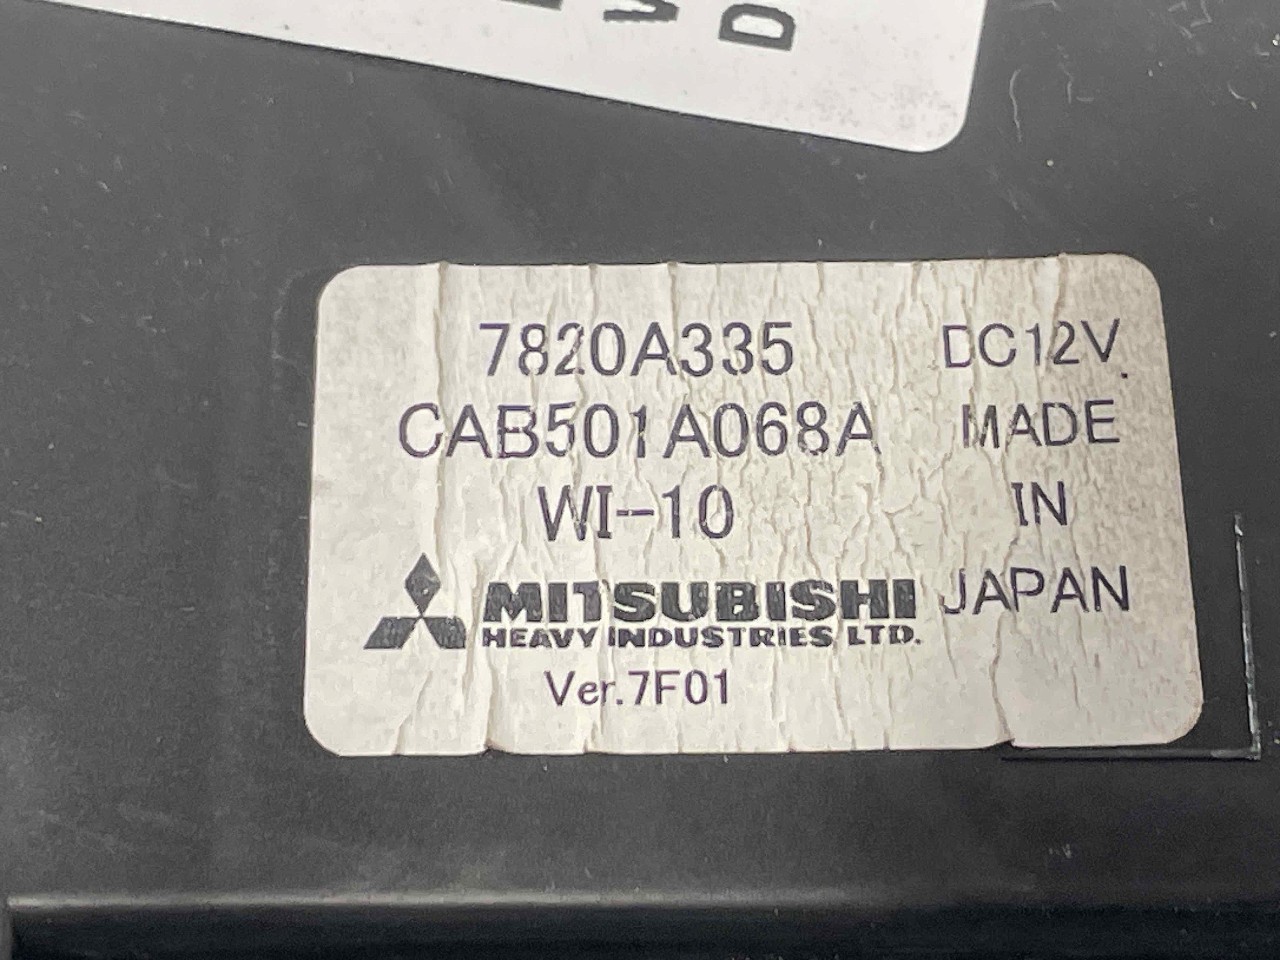 D
7820A335 DC12V
CAB501A068A MADE
WI-10 IN
MITSUBISHI JAPAN
HEAVY INDUSTRIES LTD.
Ver.7F01